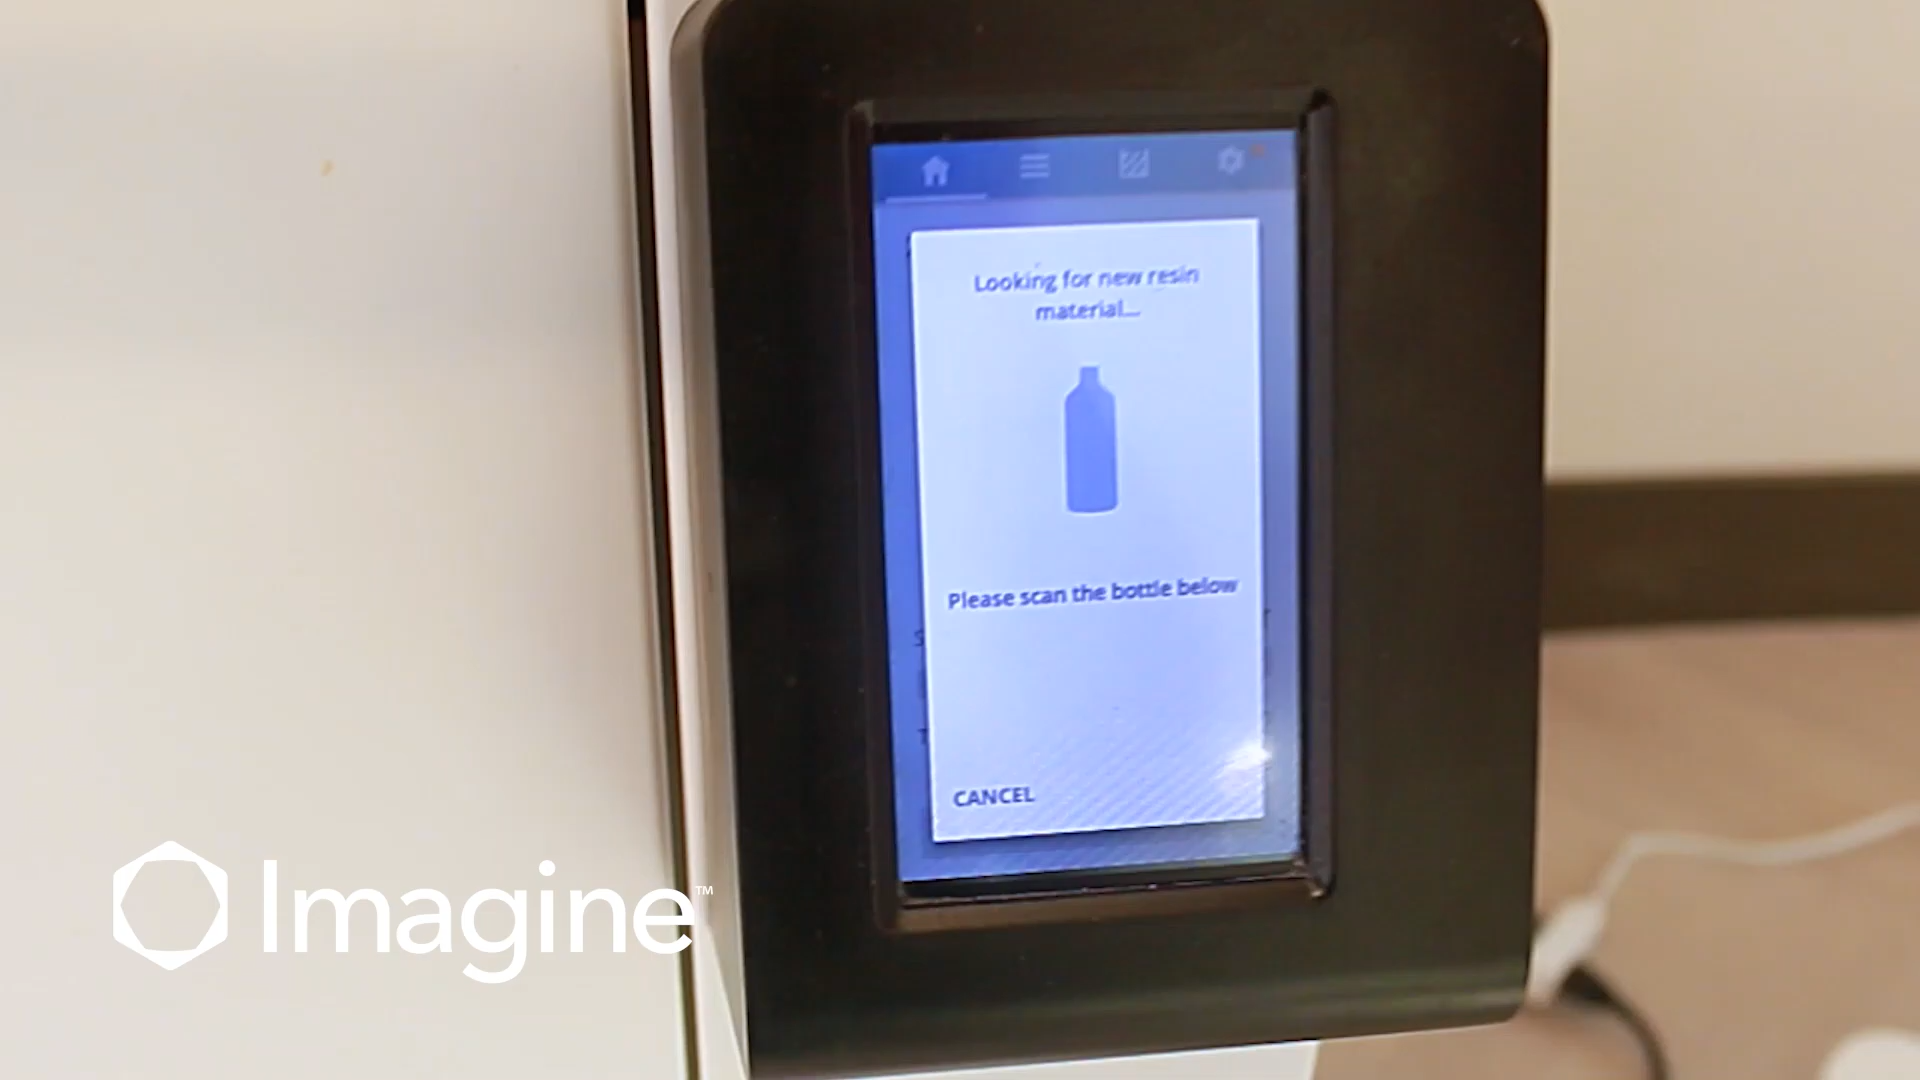 Looking for new resin
material...
Please scan the bottle below
CANCEL
Imagine™